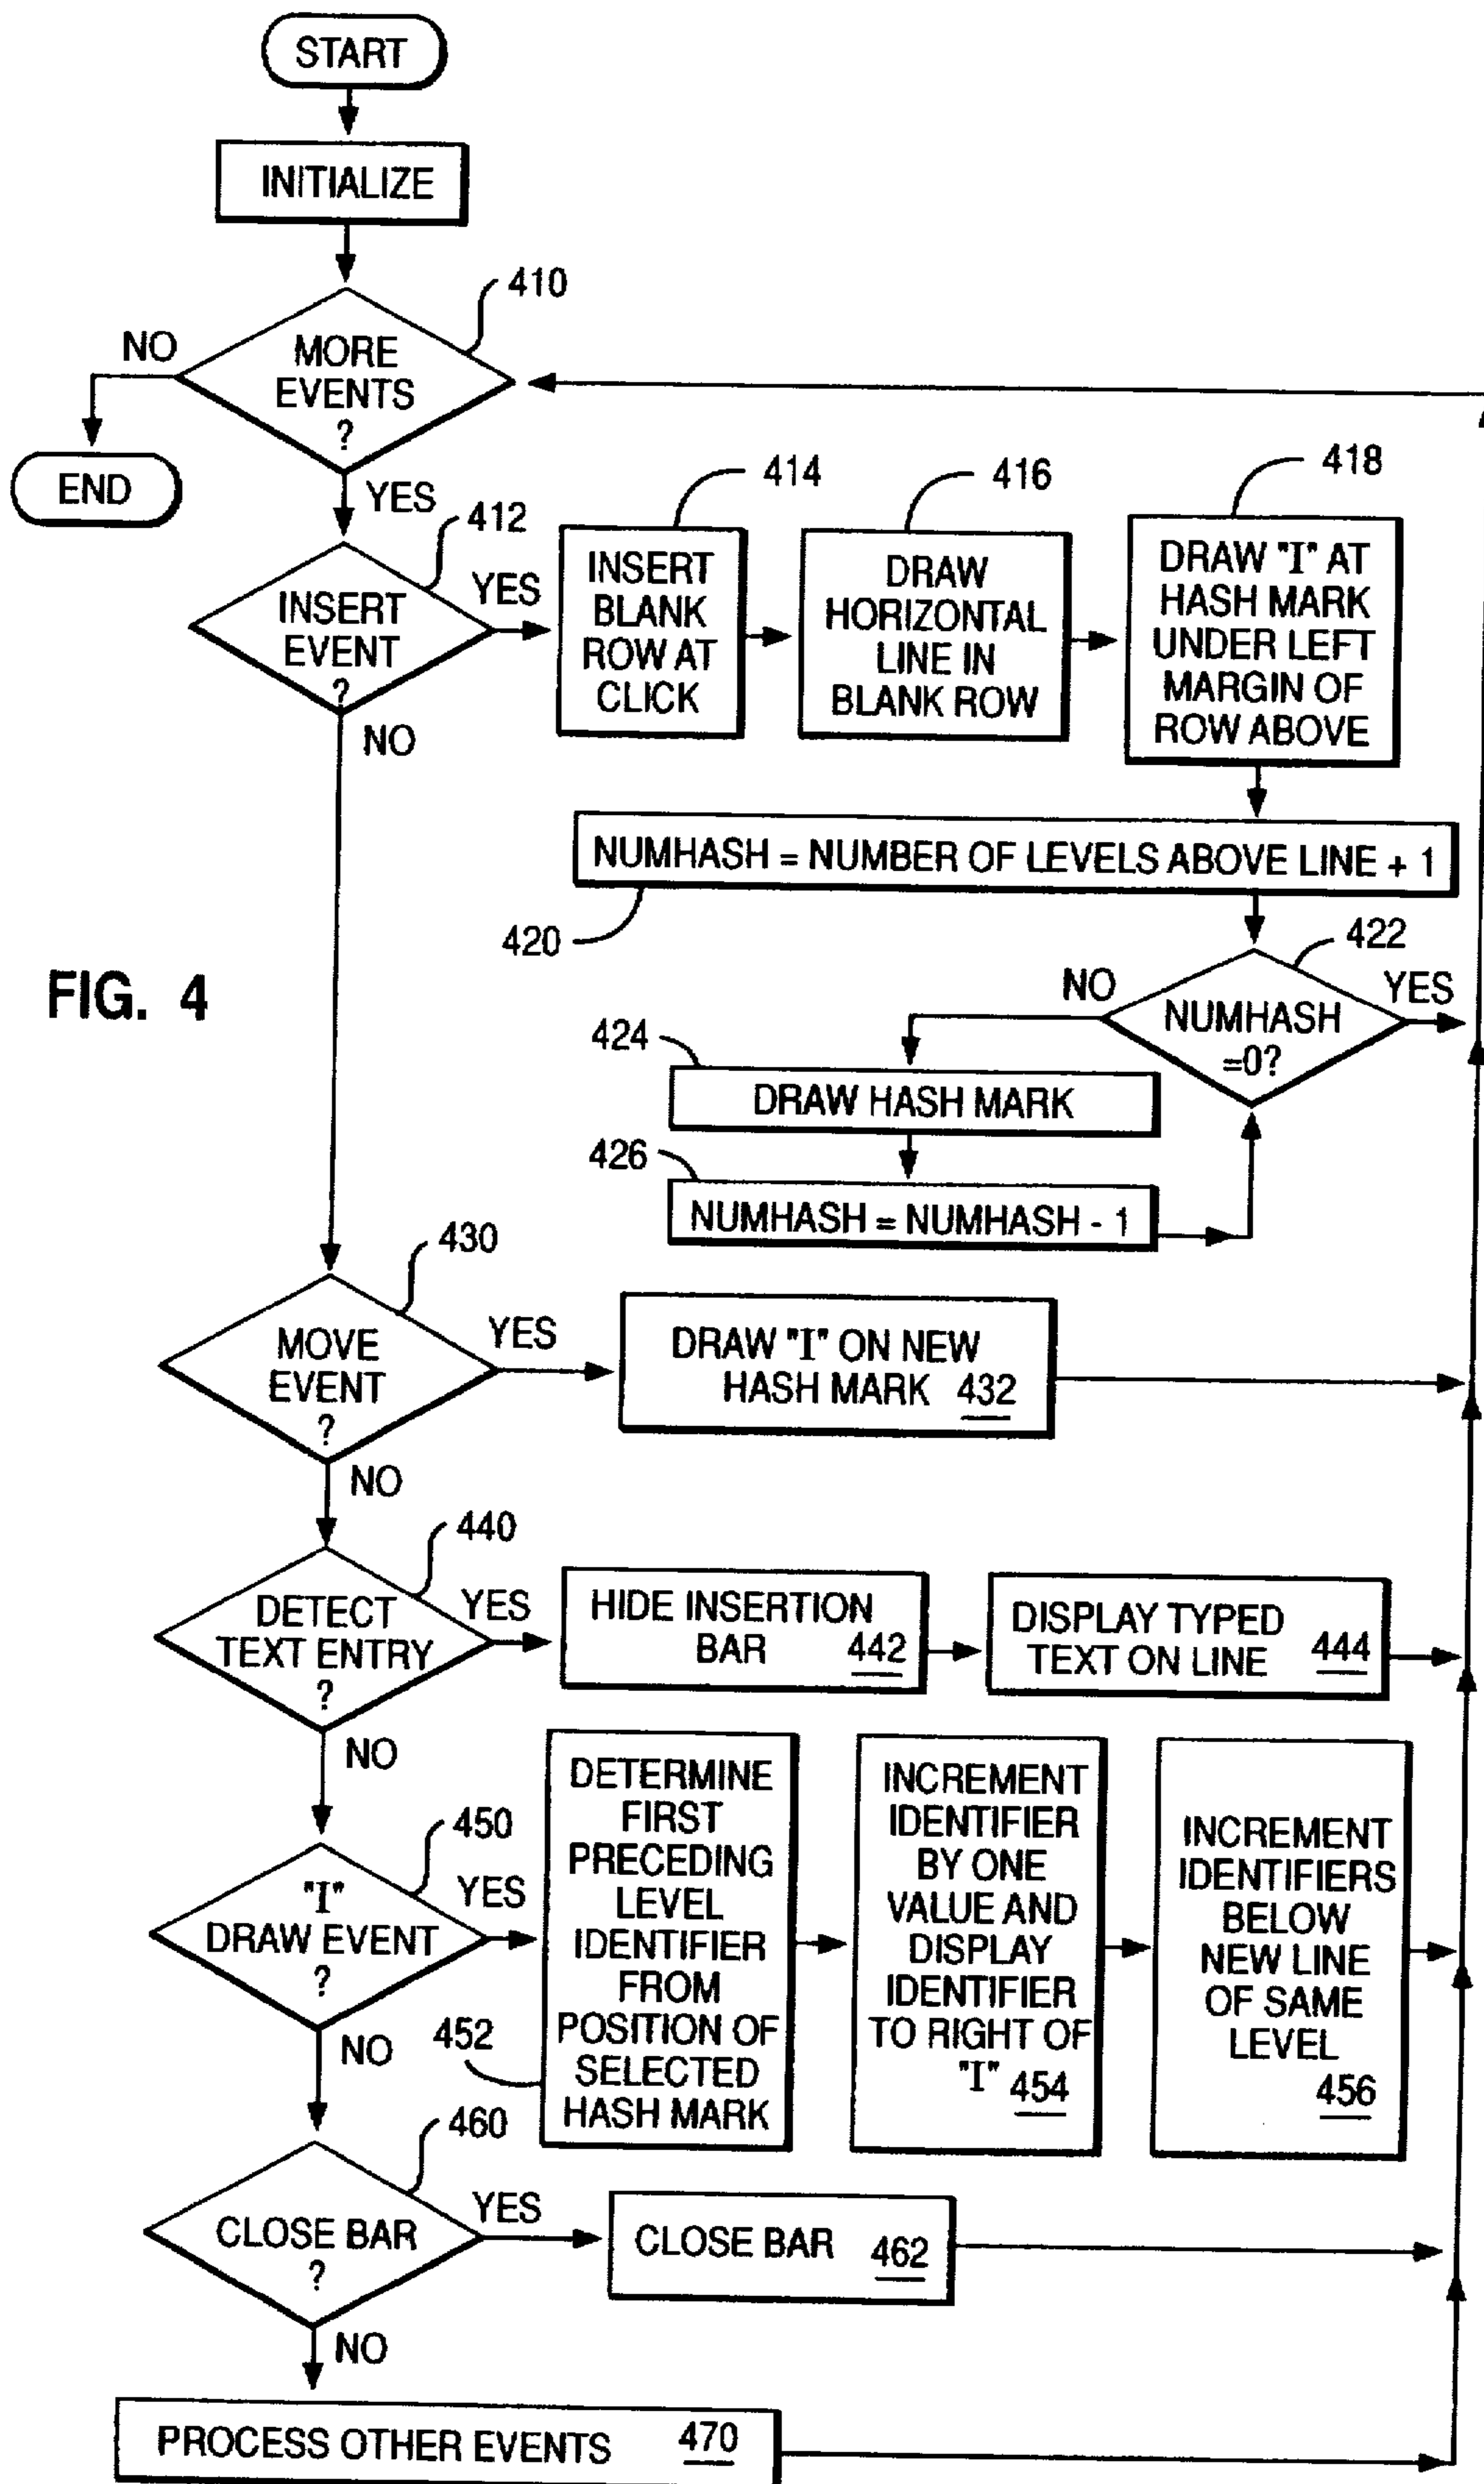 START
INITIALIZE
410
MORE
EVENTS
?
NO
END
YES
412
INSERT
EVENT
?
YES
NO
414
INSERT
BLANK
ROW AT
CLICK
416
DRAW
HORIZONTAL
LINE IN
BLANK ROW
418
DRAW "I" AT
HASH MARK
UNDER LEFT
MARGIN OF
ROW ABOVE
NUMHASH = NUMBER OF LEVELS ABOVE LINE + 1
420
422
NUMHASH
=0?
NO
YES
424
DRAW HASH MARK
426
NUMHASH = NUMHASH - 1
FIG. 4
430
MOVE
EVENT
?
YES
DRAW "I" ON NEW
HASH MARK 432
NO
440
DETECT
TEXT ENTRY
?
YES
HIDE INSERTION
BAR 442
DISPLAY TYPED
TEXT ON LINE 444
NO
450
"I"
DRAW EVENT
?
YES
452
DETERMINE
FIRST
PRECEDING
LEVEL
IDENTIFIER
FROM
POSITION OF
SELECTED
HASH MARK
INCREMENT
IDENTIFIER
BY ONE
VALUE AND
DISPLAY
IDENTIFIER
TO RIGHT OF
"I" 454
INCREMENT
IDENTIFIERS
BELOW
NEW LINE
OF SAME
LEVEL
456
NO
460
CLOSE BAR
?
YES
CLOSE BAR 462
NO
PROCESS OTHER EVENTS 470